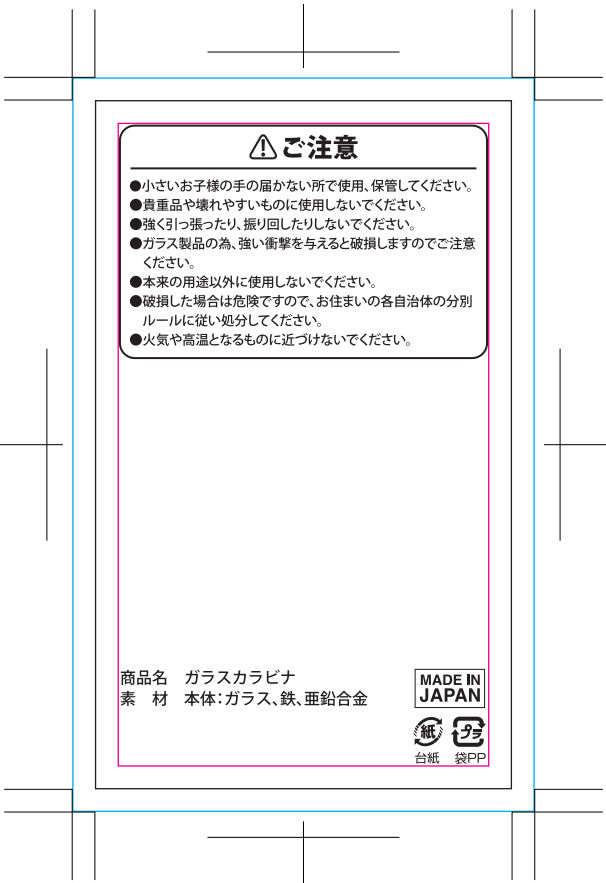 ご注意
●小さいお子様の手の届かない所で使用、保管してください。
●貴重品や壊れやすいものに使用しないでください。
●強く引っ張ったり、振り回したりしないでください。
●ガラス製品の為、強い衝撃を与えると破損しますのでご注意
ください。
●本来の用途以外に使用しないでください。
●破損した場合は危険ですので、お住まいの各自治体の分別
ルールに従い処分してください。
●火気や高温となるものに近づけないでください。
商品名 ガラスカラビナ
素 材 本体：ガラス、鉄、亜鉛合金
MADE IN
JAPAN
紙 プラ
台紙 袋PP